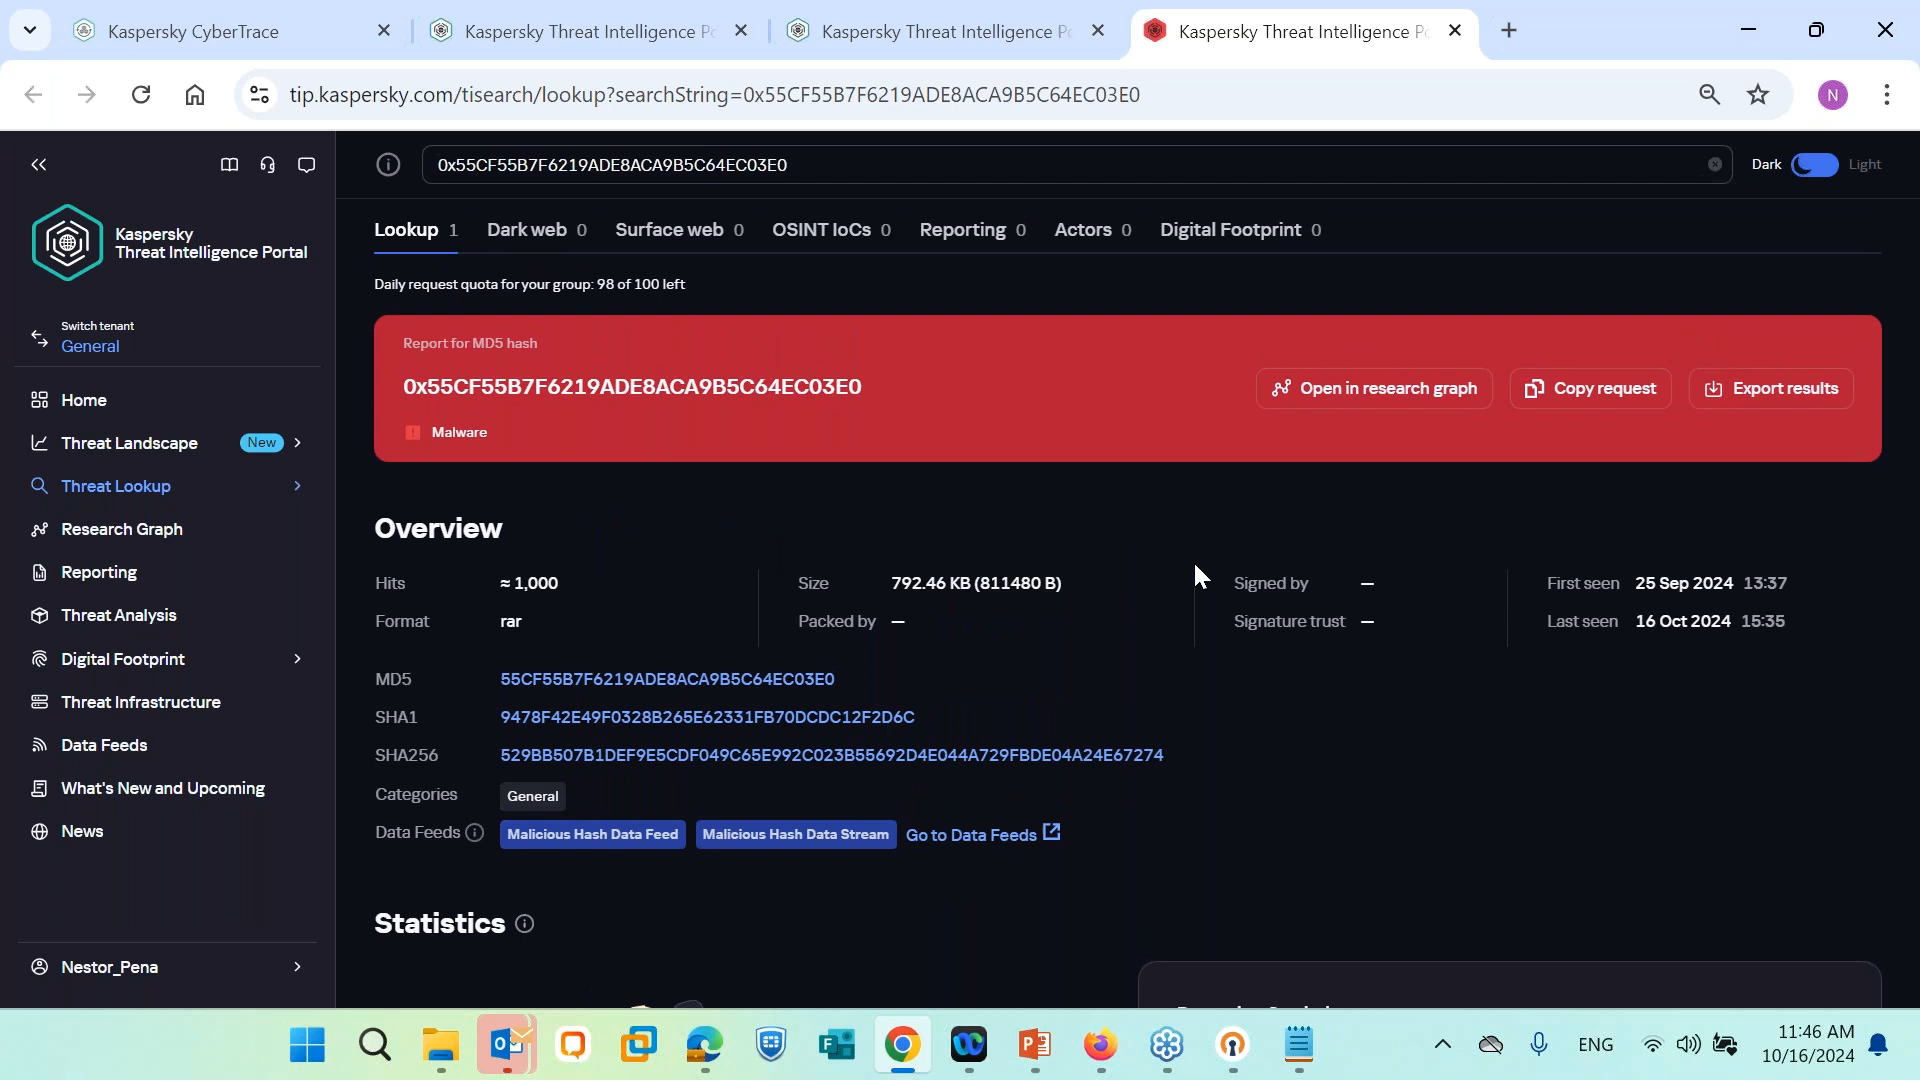 Kaspersky CyberTrace
Kaspersky Threat Intelligence Po
Kaspersky Threat Intelligence Po
Kaspersky Threat Intelligence P
tip.kaspersky.com/tisearch/lookup?searchString=0x55CF55B7F6219ADE8ACA9B5C64EC03E0
N
0x55CF55B7F6219ADE8ACA9B5C64EC03E0
Dark
Light
Kaspersky
Threat Intelligence Portal
Switch tenant
General
Home
Threat Landscape New
Threat Lookup
Research Graph
Reporting
Threat Analysis
Digital Footprint
Threat Infrastructure
Data Feeds
What's New and Upcoming
News
Nestor_Pena
Lookup 1 Dark web 0 Surface web 0 OSINT IoCs 0 Reporting 0 Actors 0 Digital Footprint 0
Daily request quota for your group: 98 of 100 left
Report for MD5 hash
0x55CF55B7F6219ADE8ACA9B5C64EC03E0
Open in research graph Copy request Export results
Malware
Overview
Hits ≈ 1,000 Size 792.46 KB (811480 B) Signed by — First seen 25 Sep 2024 13:37
Format rar Packed by — Signature trust — Last seen 16 Oct 2024 15:35
MD5 55CF55B7F6219ADE8ACA9B5C64EC03E0
SHA1 9478F42E49F0328B265E62331FB70DCDC12F2D6C
SHA256 529BB507B1DEF9E5CDF049C65E992C023B55692D4E044A729FBDE04A24E67274
Categories General
Data Feeds Malicious Hash Data Feed Malicious Hash Data Stream Go to Data Feeds
Statistics
ENG
11:46 AM
10/16/2024